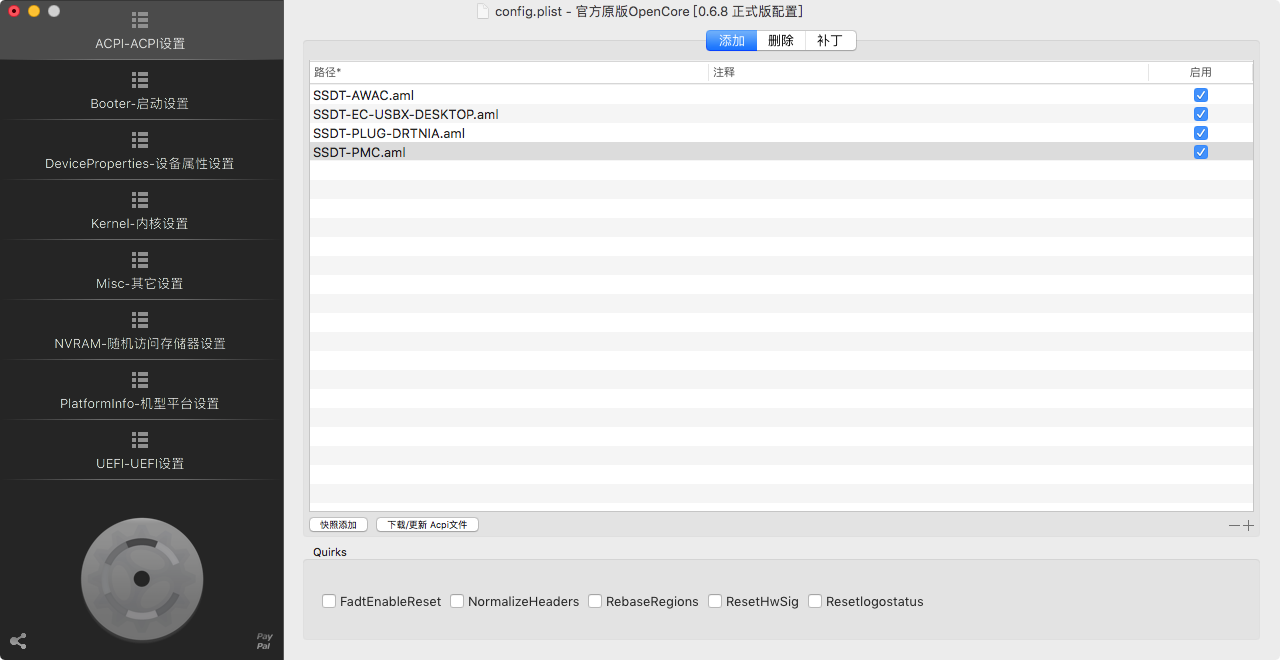 config.plist - 官方原版OpenCore [0.6.8 正式版配置]
ACPI-ACPI设置
Booter-启动设置
DeviceProperties-设备属性设置
Kernel-内核设置
Misc-其它设置
NVRAM-随机访问存储器设置
PlatformInfo-机型平台设置
UEFI-UEFI设置
Pay
Pal
添加 删除 补丁
路径* 注释 启用
SSDT-AWAC.aml
SSDT-EC-USBX-DESKTOP.aml
SSDT-PLUG-DRTNIA.aml
SSDT-PMC.aml
快照添加 下载/更新 Acpi文件
Quirks
FadtEnableReset NormalizeHeaders RebaseRegions ResetHwSig Resetlogostatus